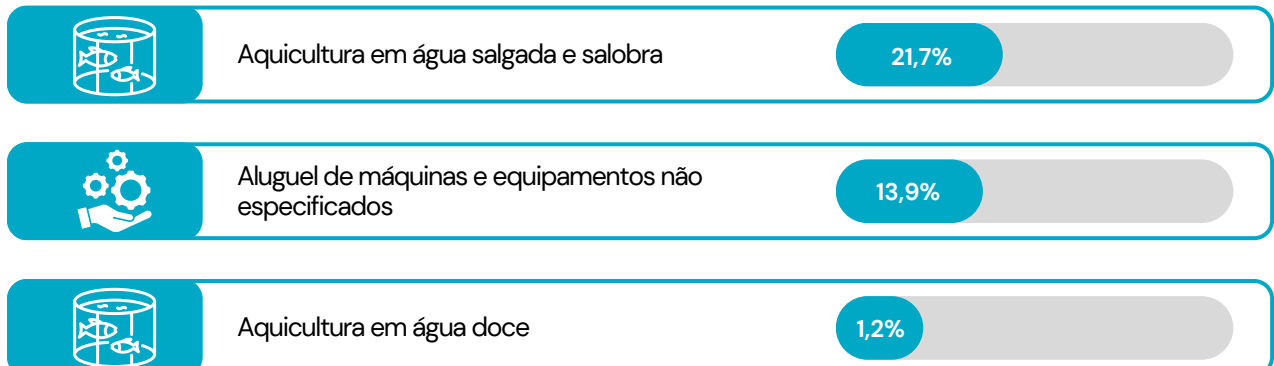 Aquicultura em água salgada e salobra
21,7%
Aluguel de máquinas e equipamentos não
especificados
13,9%
Aquicultura em água doce
1,2%